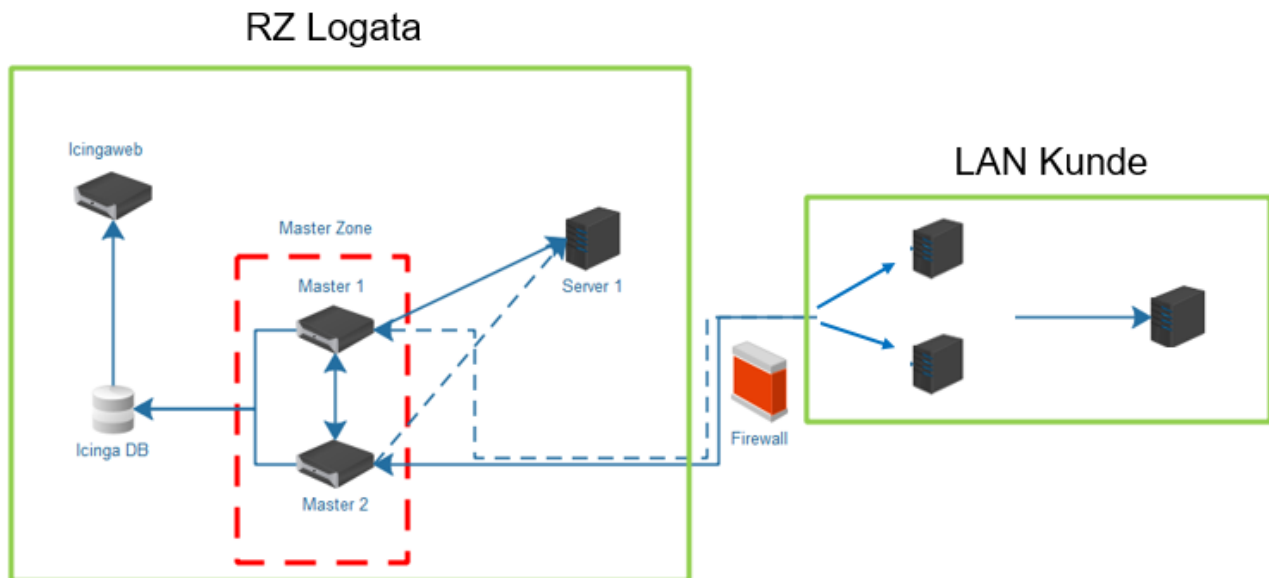 RZ Logata
LAN Kunde
Icingaweb
Master Zone
Master 1
Server 1
Icinga DB
Firewall
Master 2